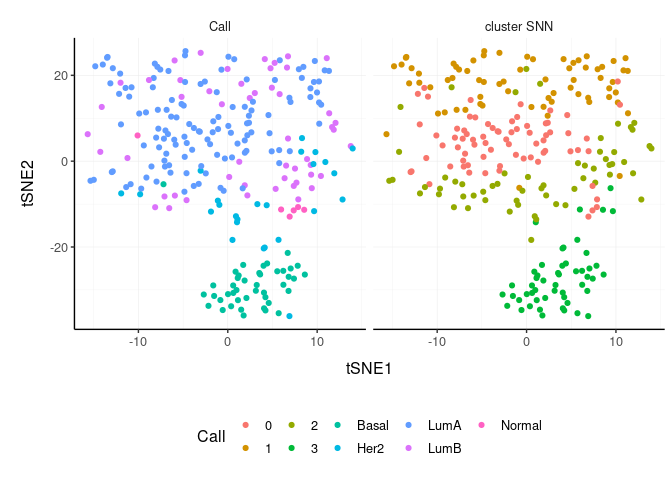 Call cluster SNN
20
0
-20
tSNE2
-10 0 10 -10 0 10
tSNE1
Call 0 2 Basal LumA Normal
1 3 Her2 LumB